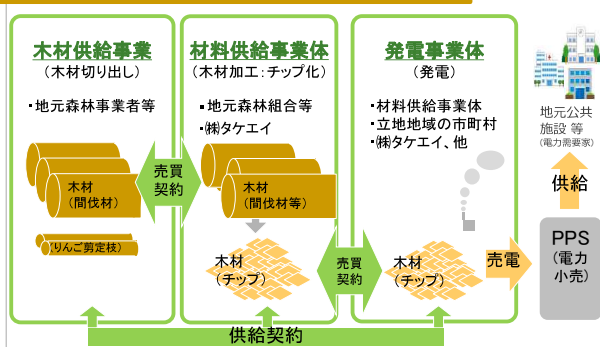 木材供給事業
(木材切り出し)
・地元森林事業者等
木材
(間伐材)
(りんご剪定枝)
売買
契約
材料供給事業体
(木材加工:チップ化)
・地元森林組合等
・㈱タケエイ
木材
(間伐材等)
木材
(チップ)
売買
契約
発電事業体
(発電)
・材料供給事業体
・立地地域の市町村
・㈱タケエイ、他
木材
(チップ)
売電
地元公共
施設 等
(電力需要家)
供給
PPS
(電力
小売)
供給契約